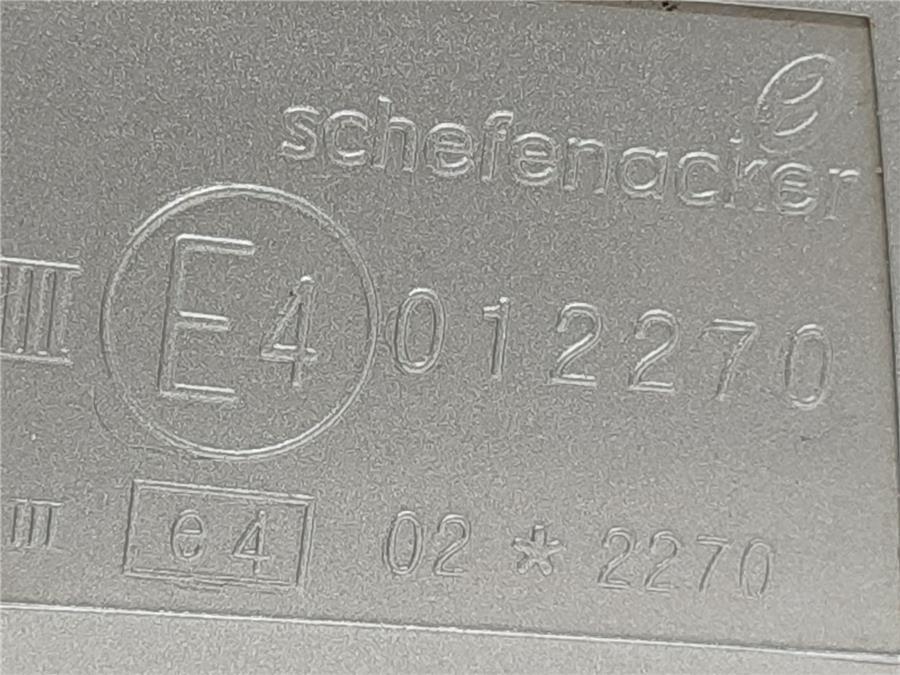 schefenacker
III E4 012270
III e4 02 * 2270